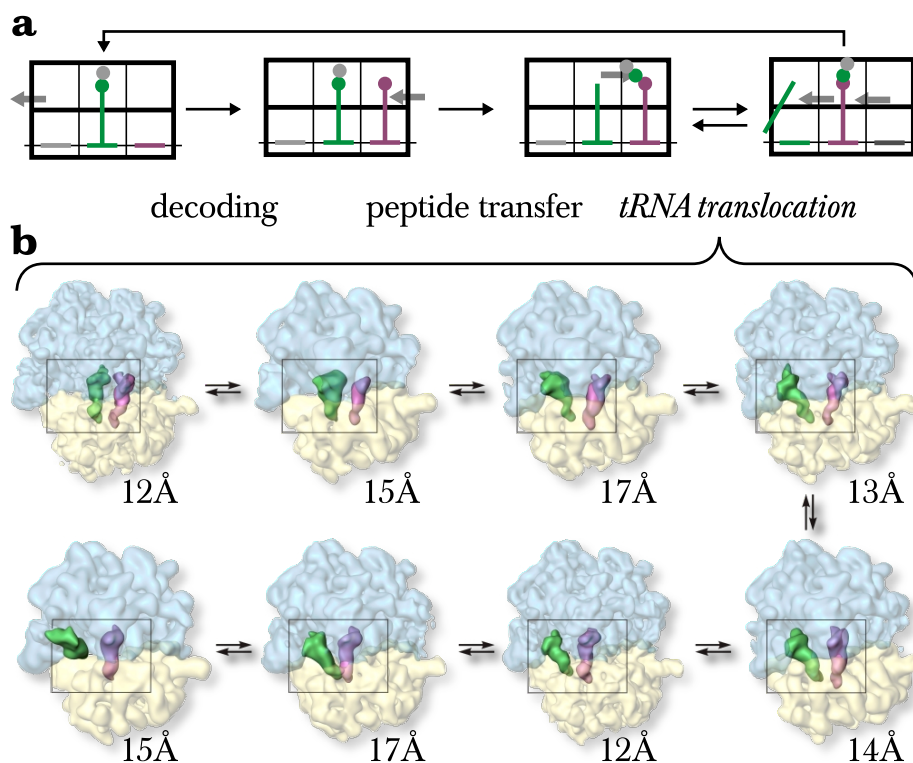 a
decoding peptide transfer tRNA translocation
b
12Å 15Å 17Å 13Å
15Å 17Å 12Å 14Å